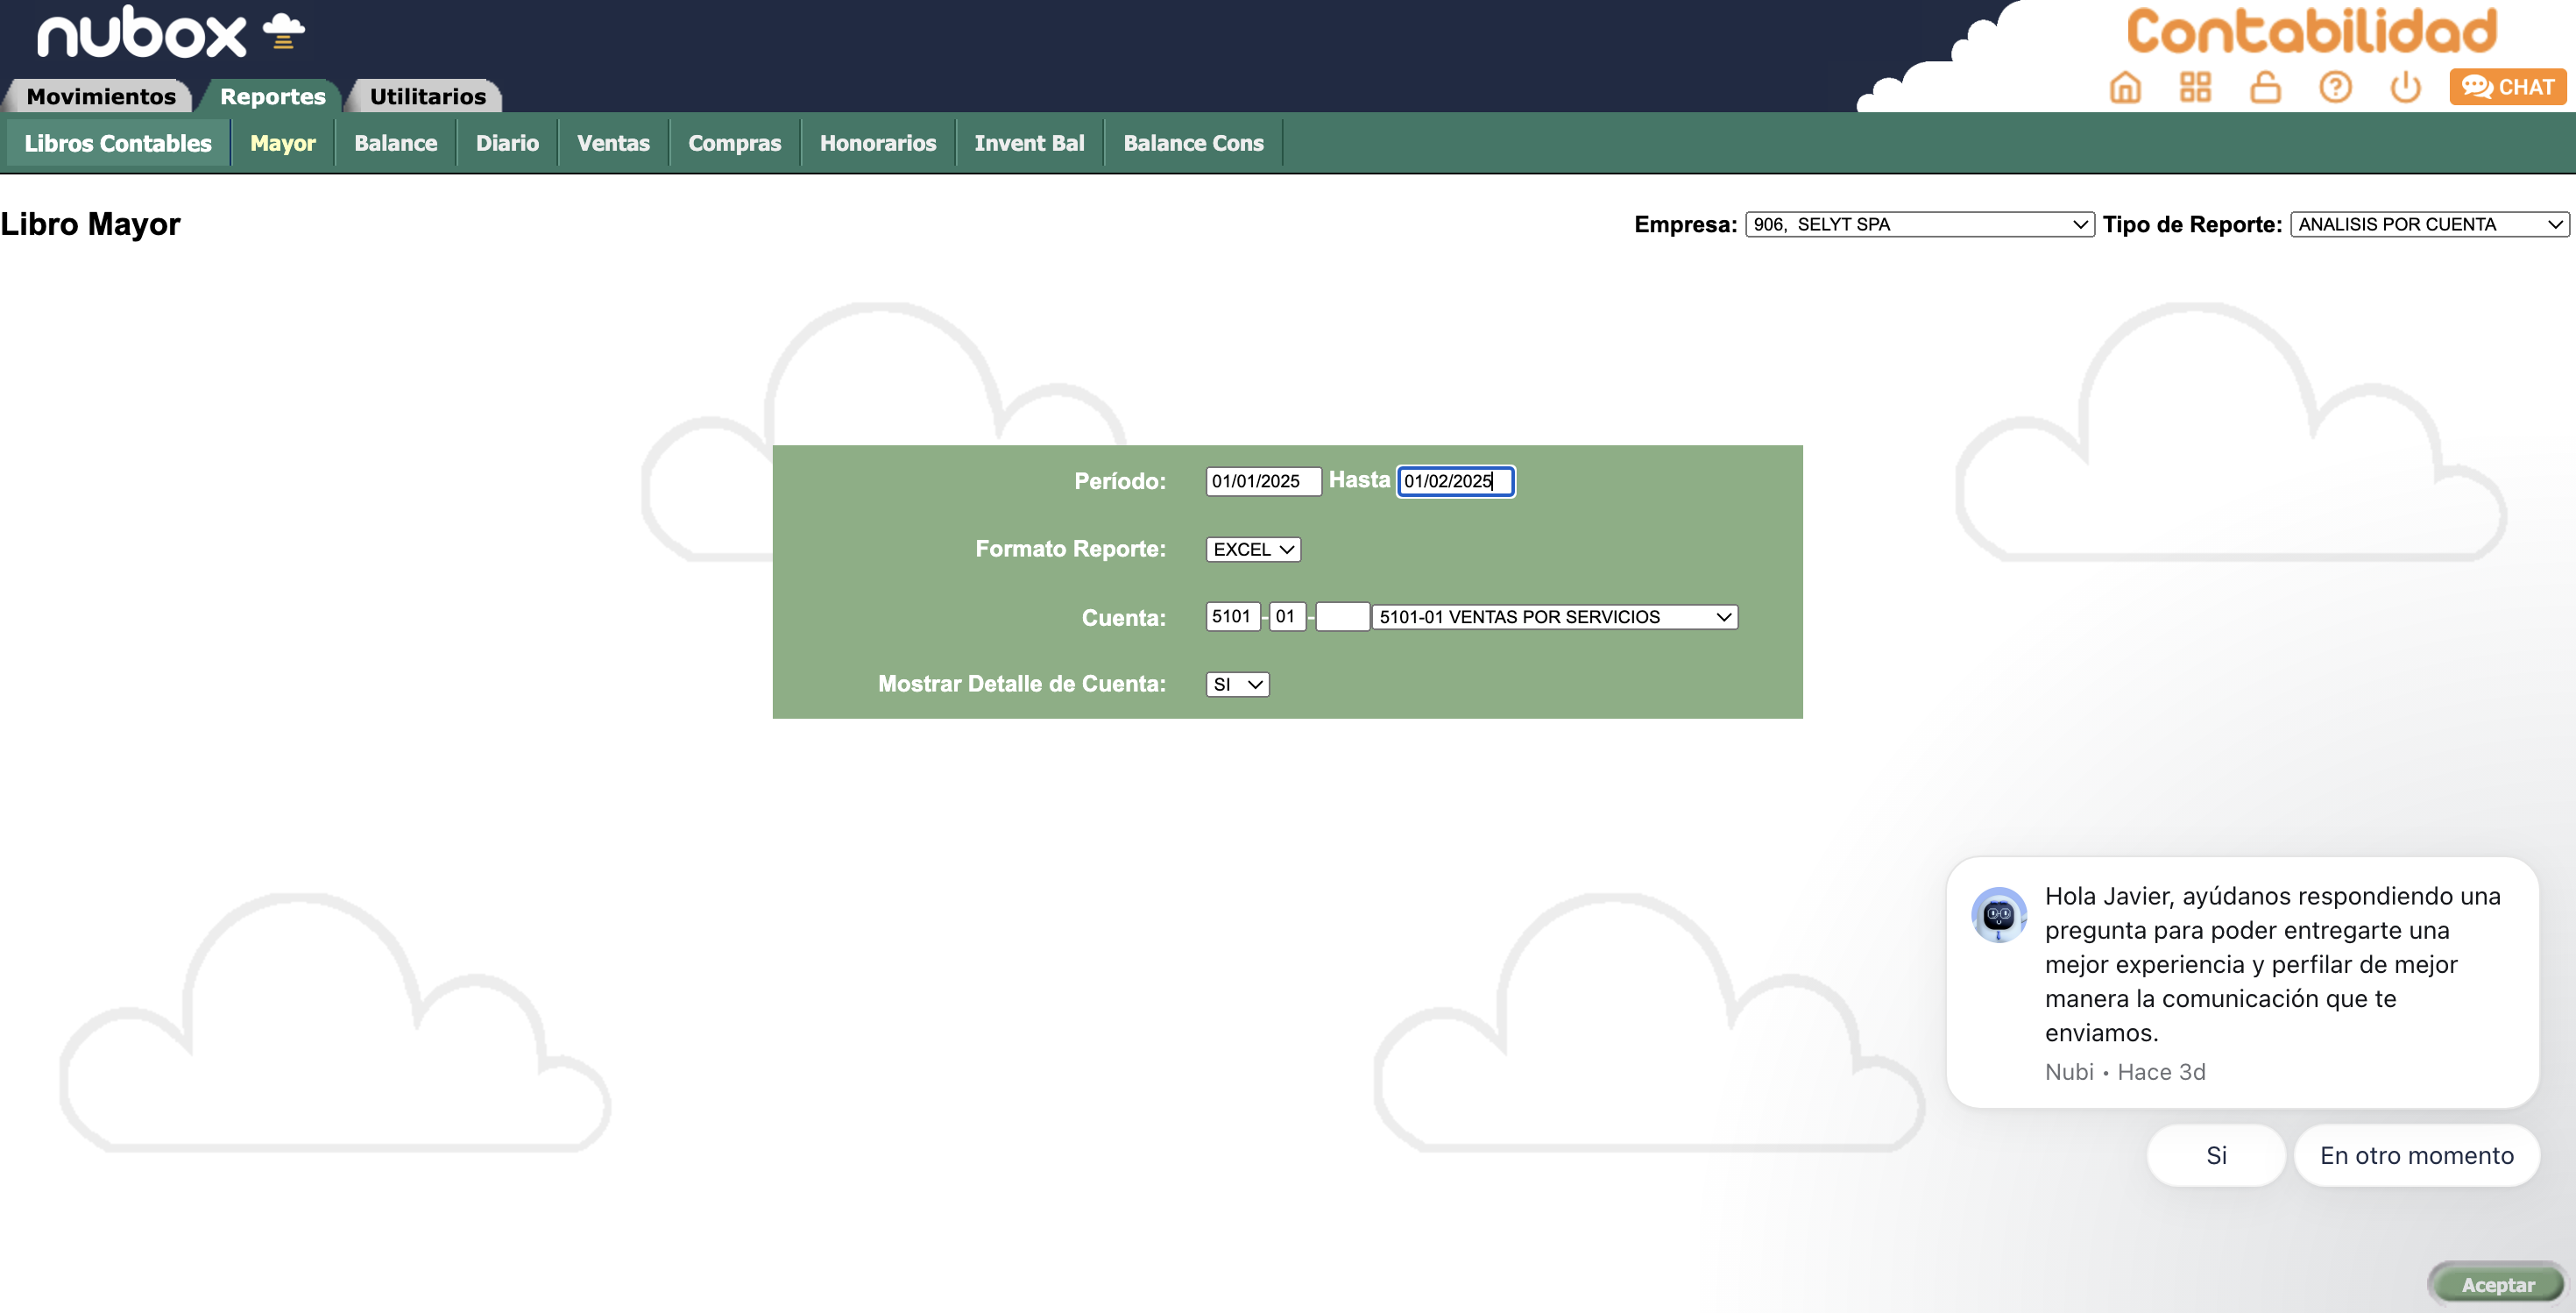 nubox
Contabilidad
CHAT
Movimientos Reportes Utilitarios
Libros Contables Mayor Balance Diario Ventas Compras Honorarios Invent Bal Balance Cons
Libro Mayor
Empresa: 906, SELYT SPA Tipo de Reporte: ANALISIS POR CUENTA
Período: 01/01/2025 Hasta 01/02/2025
Formato Reporte: EXCEL
Cuenta: 5101 - 01 - 5101-01 VENTAS POR SERVICIOS
Mostrar Detalle de Cuenta: SI
Hola Javier, ayúdanos respondiendo una
pregunta para poder entregarte una
mejor experiencia y perfilar de mejor
manera la comunicación que te
enviamos.
Nubi • Hace 3d
Si En otro momento
Aceptar